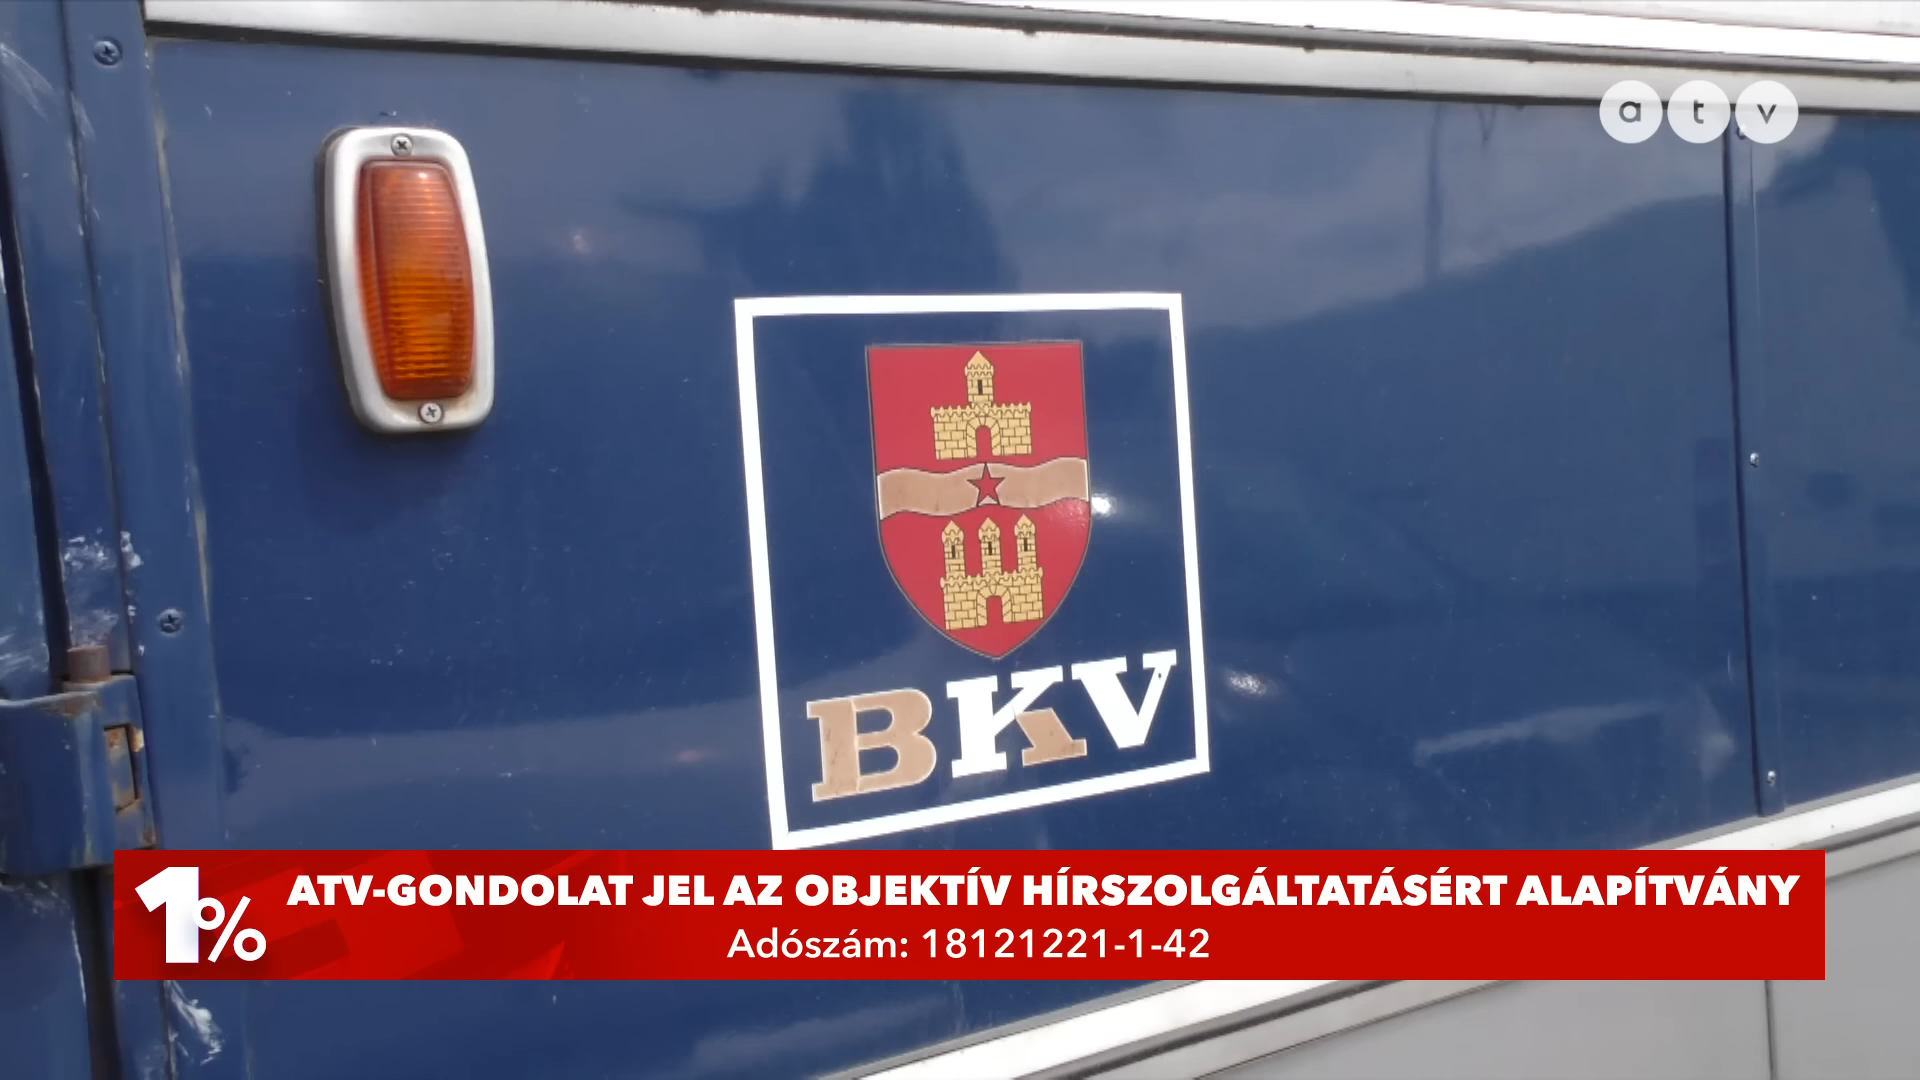 atv
BKV
1% ATV-GONDOLAT JEL AZ OBJEKTÍV HÍRSZOLGÁLTATÁSÉRT ALAPÍTVÁNY
Adószám: 18121221-1-42